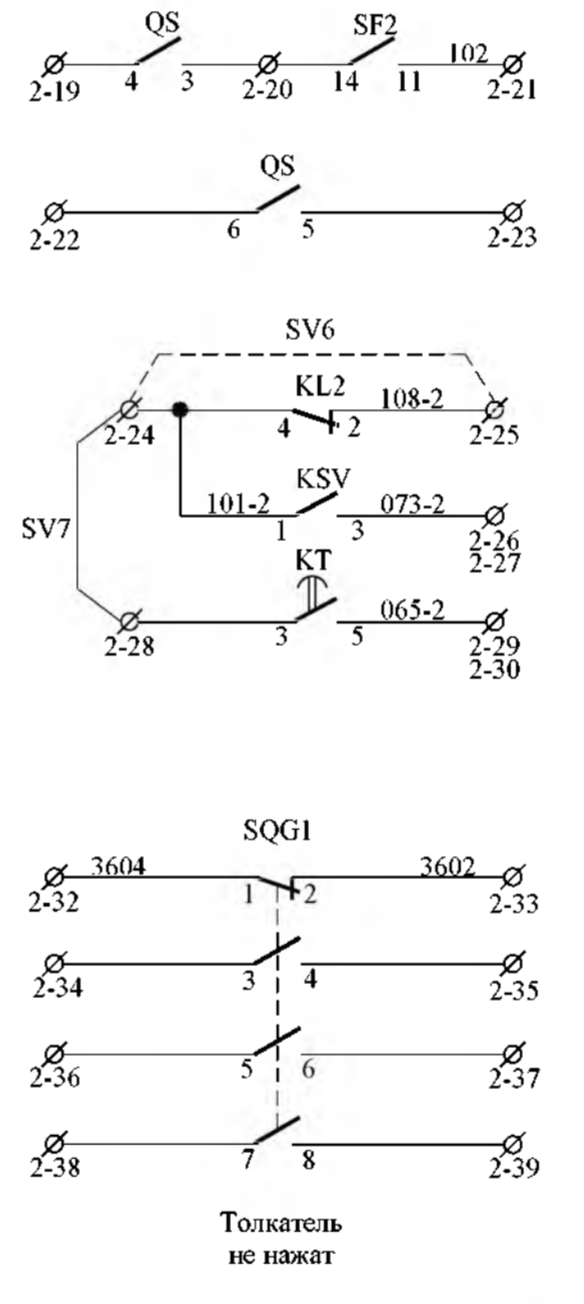 QS SF2
102
2-19 4 3 2-20 14 11 2-21
QS
2-22 6 5 2-23
SV6
KL2
108-2
2-24 4 2 2-25
KSV
101-2 073-2
SV7 1 3 2-26
2-27
KT
065-2
2-28 3 5 2-29
2-30
SQG1
3604 3602
2-32 1 2 2-33
2-34 3 4 2-35
2-36 5 6 2-37
2-38 7 8 2-39
Толкатель
не нажат